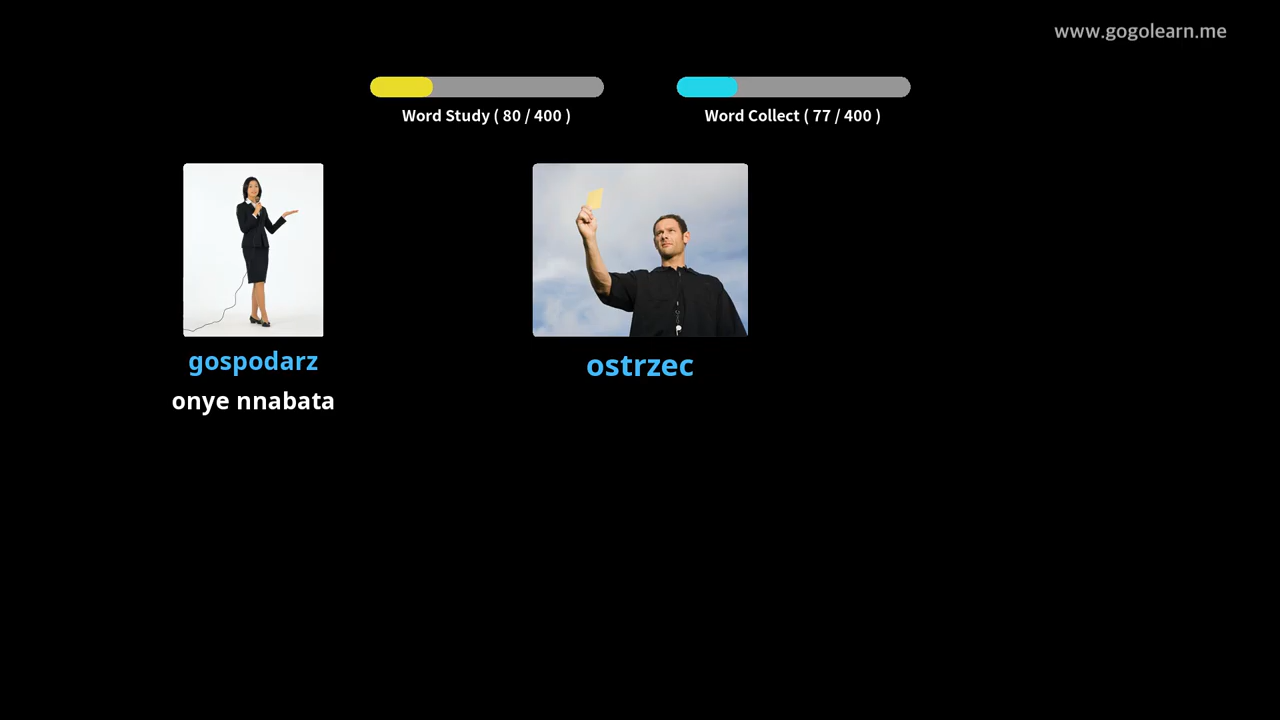 www.gogolearn.me
Word Study ( 80 / 400 )
Word Collect ( 77 / 400 )
gospodarz
onye nnabata
ostrzec